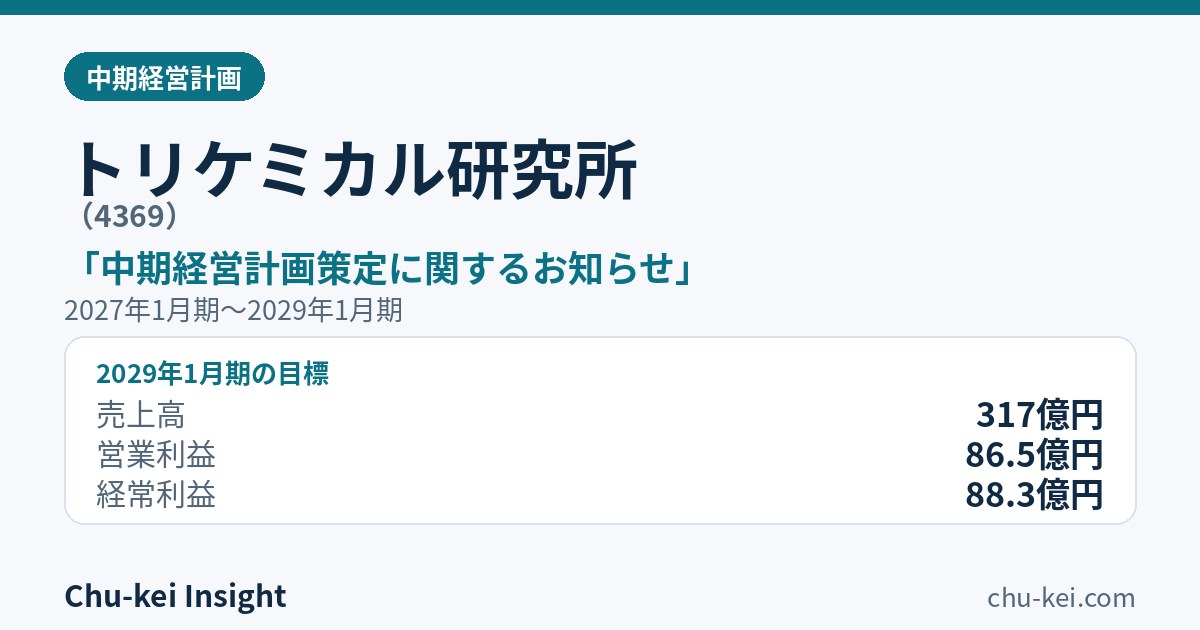 中期経営計画
トリケミカル研究所
（4369）
「中期経営計画策定に関するお知らせ」
2027年1月期～2029年1月期
2029年1月期の目標
売上高 317億円
営業利益 86.5億円
経常利益 88.3億円
Chu-kei Insight chu-kei.com